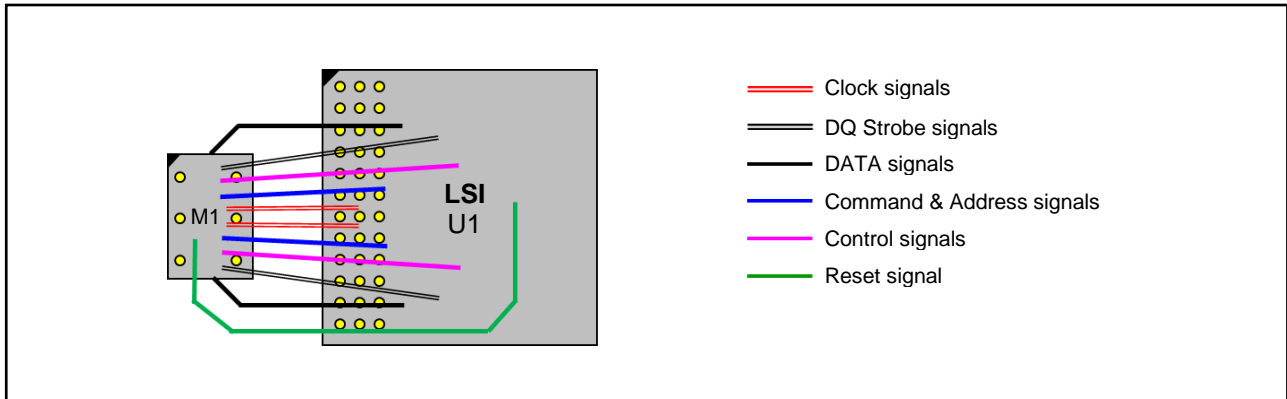 Clock signals
DQ Strobe signals
DATA signals
M1
LSI
U1
Command & Address signals
Control signals
Reset signal